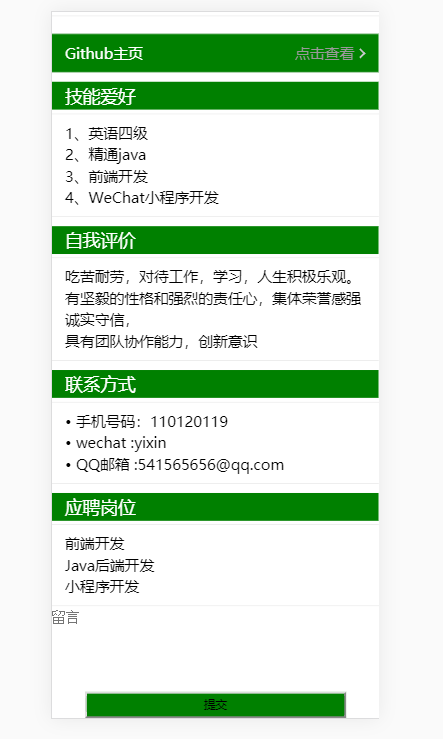 Github主页 点击查看 >
技能爱好
1、英语四级
2、精通java
3、前端开发
4、WeChat小程序开发
自我评价
吃苦耐劳，对待工作，学习，人生积极乐观。
有坚毅的性格和强烈的责任心，集体荣誉感强
诚实守信，
具有团队协作能力，创新意识
联系方式
• 手机号码：110120119
• wechat :yixin
• QQ邮箱 :541565656@qq.com
应聘岗位
前端开发
Java后端开发
小程序开发
留言
提交